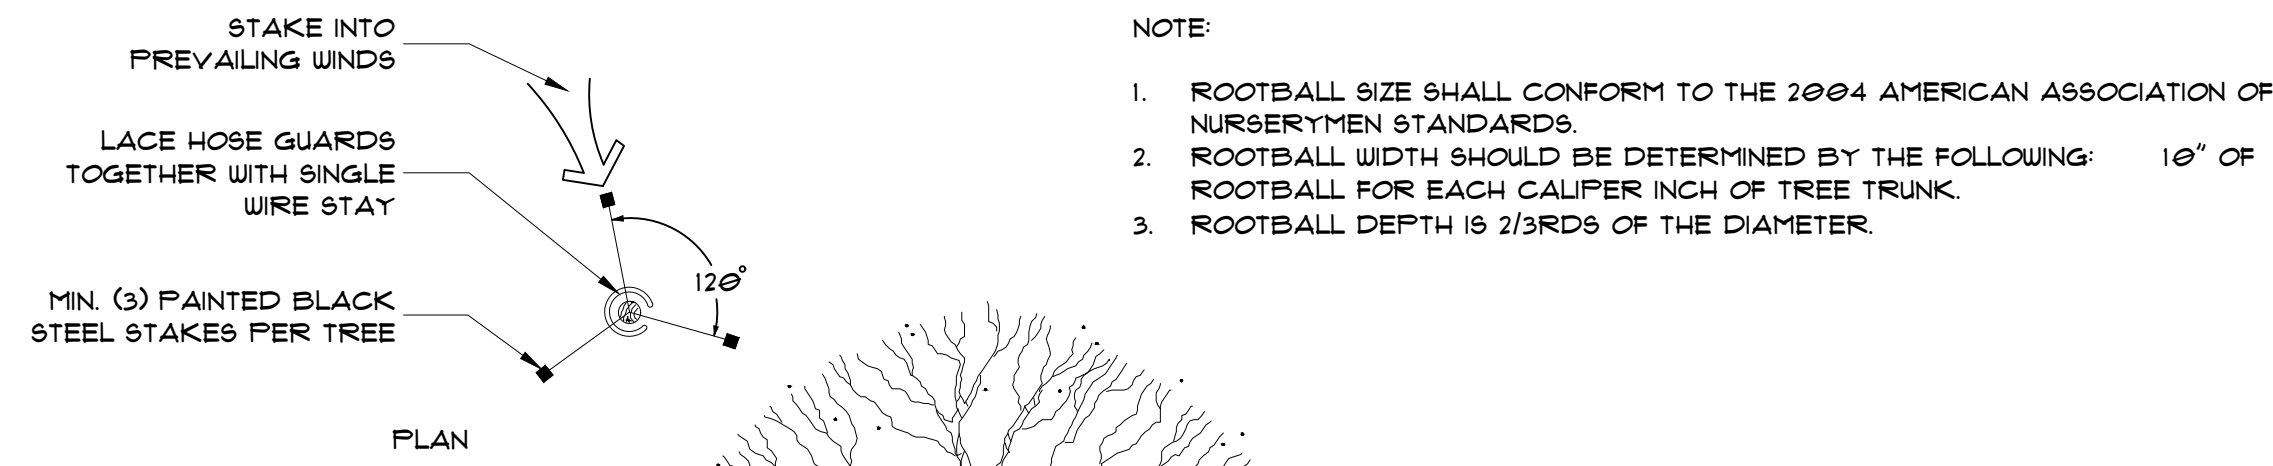 STAKE INTO
PREVAILING WINDS
LACE HOSE GUARDS
TOGETHER WITH SINGLE
WIRE STAY
MIN. (3) PAINTED BLACK
STEEL STAKES PER TREE
120°
PLAN
NOTE:
1. ROOTBALL SIZE SHALL CONFORM TO THE 2004 AMERICAN ASSOCIATION OF
NURSERYMEN STANDARDS.
2. ROOTBALL WIDTH SHOULD BE DETERMINED BY THE FOLLOWING: 10" OF
ROOTBALL FOR EACH CALIPER INCH OF TREE TRUNK.
3. ROOTBALL DEPTH IS 2/3RDS OF THE DIAMETER.